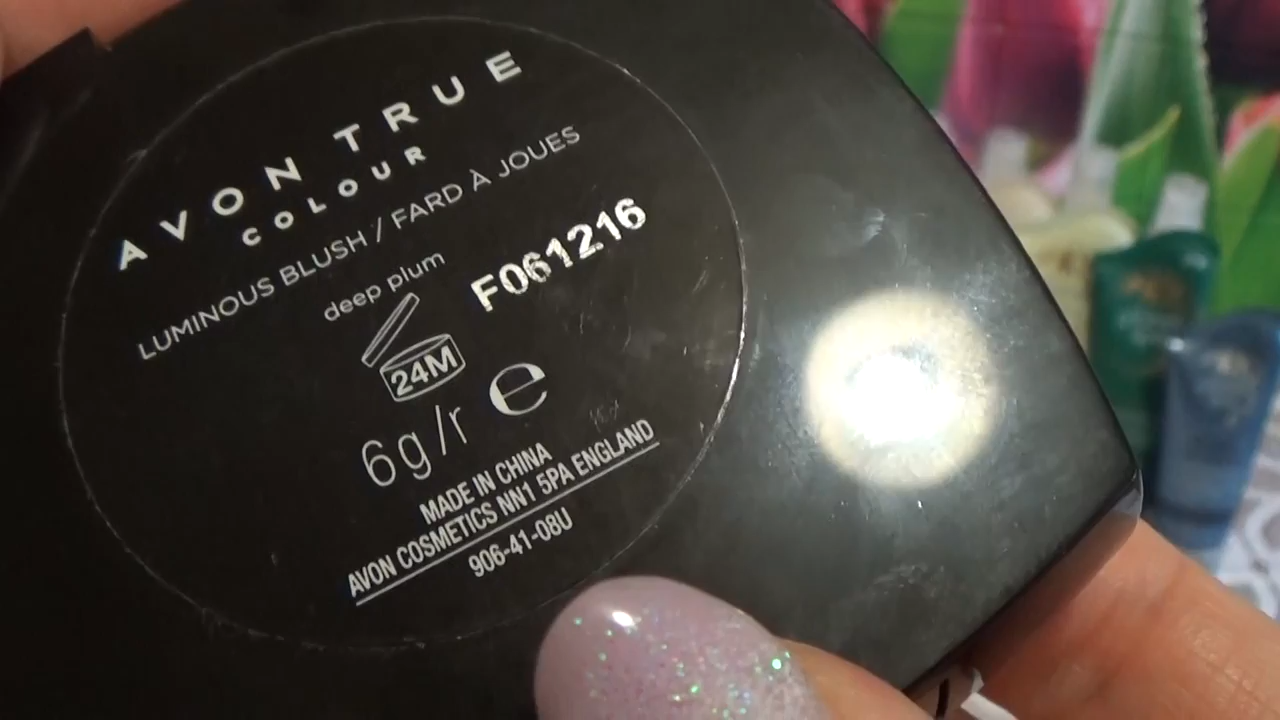 AVON TRUE
COLOUR
LUMINOUS BLUSH / FARD À JOUES
deep plum
F061216
24M
6g/r e
MADE IN CHINA
AVON COSMETICS NN1 5PA ENGLAND
906-41-08U